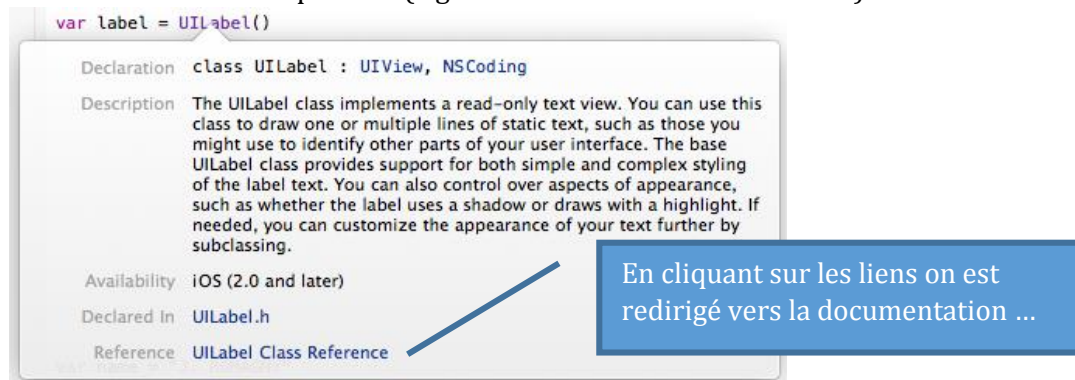 var label = UILabel()
Declaration class UILabel : UIView, NSCoding
Description The UILabel class implements a read-only text view. You can use this
class to draw one or multiple lines of static text, such as those you
might use to identify other parts of your user interface. The base
UILabel class provides support for both simple and complex styling
of the label text. You can also control over aspects of appearance,
such as whether the label uses a shadow or draws with a highlight. If
needed, you can customize the appearance of your text further by
subclassing.
Availability iOS (2.0 and later)
Declared In UILabel.h
Reference UILabel Class Reference
En cliquant sur les liens on est
redirigé vers la documentation …